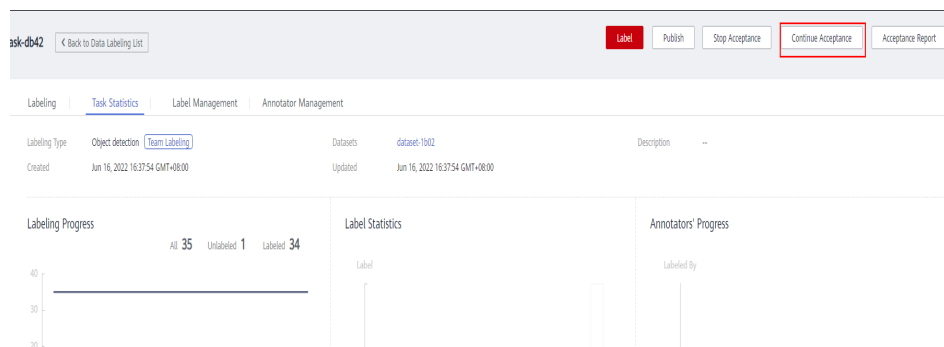 ask-db42 < Back to Data Labeling List Label Publish Stop Acceptance Continue Acceptance Acceptance Report
Labeling Task Statistics Label Management Annotator Management
Labeling Type Object detection Team Labeling Datasets dataset-1b02 Description --
Created Jun 16, 2022 16:37:54 GMT+08:00 Updated Jun 16, 2022 16:37:54 GMT+08:00
Labeling Progress Label Statistics Annotators' Progress
All 35 Unlabeled 1 Labeled 34
Label Labeled By
40
30
20